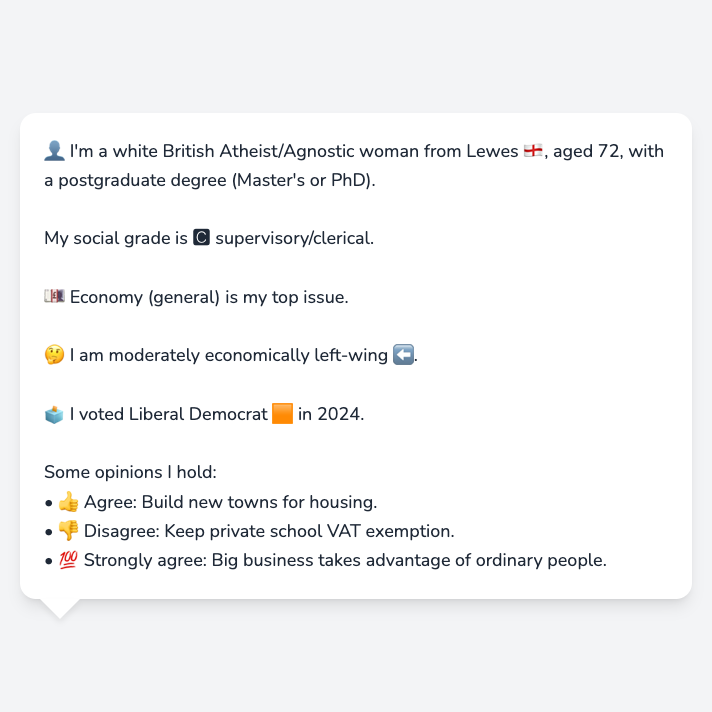 👤 I'm a white British Atheist/Agnostic woman from Lewes 🏴󠁧󠁢󠁥󠁮󠁧󠁿, aged 72, with
a postgraduate degree (Master's or PhD).
My social grade is 🅲 supervisory/clerical.
💷 Economy (general) is my top issue.
🤔 I am moderately economically left-wing ⬅️.
🗳️ I voted Liberal Democrat 🟧 in 2024.
Some opinions I hold:
• 👍 Agree: Build new towns for housing.
• 👎 Disagree: Keep private school VAT exemption.
• 💯 Strongly agree: Big business takes advantage of ordinary people.